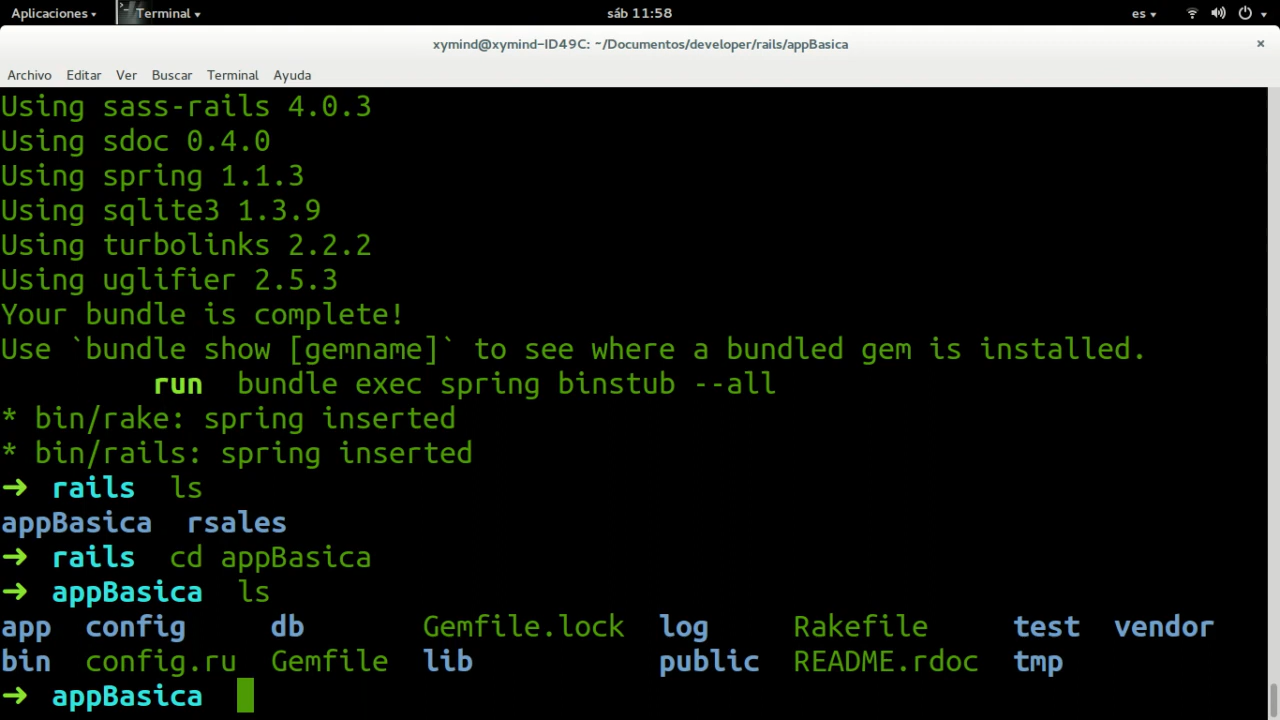 Aplicaciones Terminal sáb 11:58 es
xymind@xymind-ID49C: ~/Documentos/developer/rails/appBasica ×
Archivo Editar Ver Buscar Terminal Ayuda
Using sass-rails 4.0.3
Using sdoc 0.4.0
Using spring 1.1.3
Using sqlite3 1.3.9
Using turbolinks 2.2.2
Using uglifier 2.5.3
Your bundle is complete!
Use `bundle show [gemname]` to see where a bundled gem is installed.
run bundle exec spring binstub --all
* bin/rake: spring inserted
* bin/rails: spring inserted
➜ rails ls
appBasica rsales
➜ rails cd appBasica
➜ appBasica ls
app config db Gemfile.lock log Rakefile test vendor
bin config.ru Gemfile lib public README.rdoc tmp
➜ appBasica